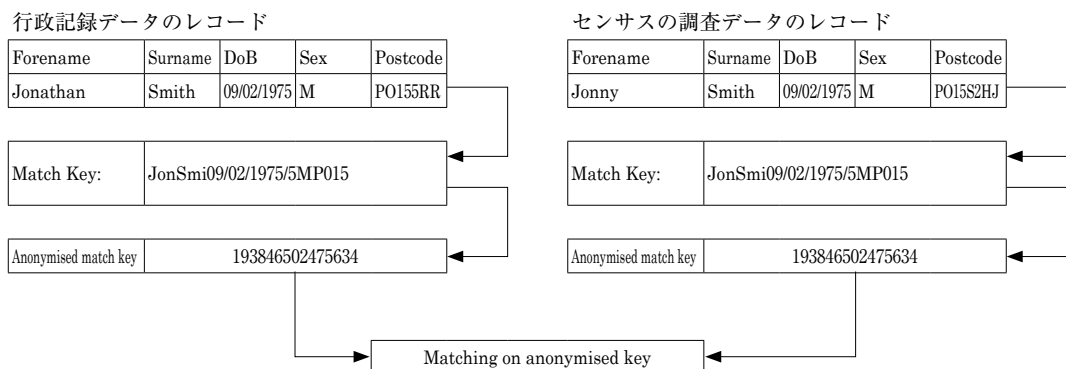 行政記録データのレコード
Forename Surname DoB Sex Postcode
Jonathan Smith 09/02/1975 M PO155RR
Match Key: JonSmi09/02/1975/5MP015
Anonymised match key 193846502475634
センサスの調査データのレコード
Forename Surname DoB Sex Postcode
Jonny Smith 09/02/1975 M PO15S2HJ
Match Key: JonSmi09/02/1975/5MP015
Anonymised match key 193846502475634
Matching on anonymised key